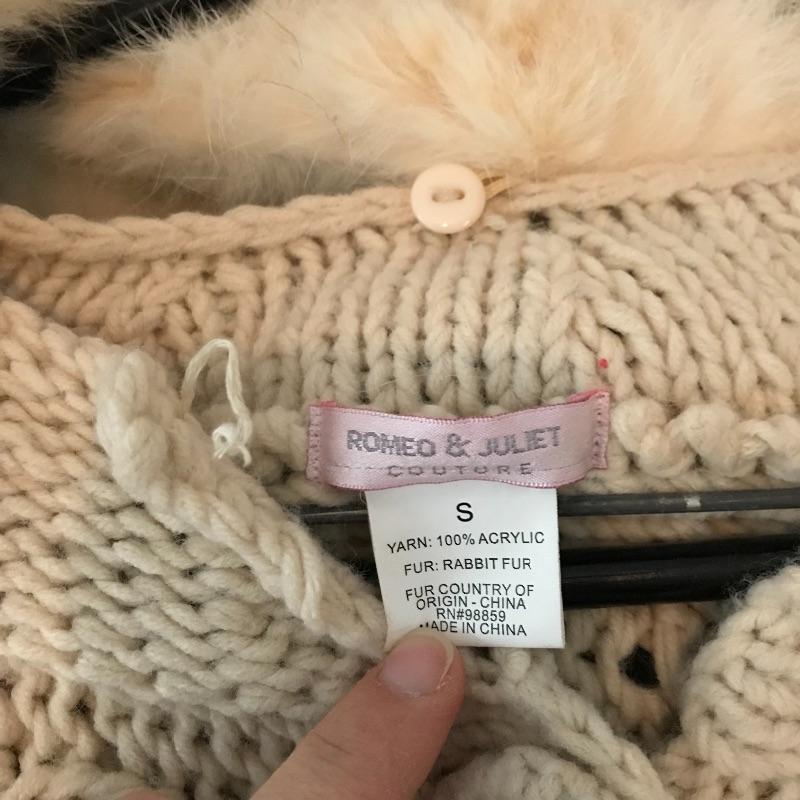 ROMEO & JULIET
COUTURE
S
YARN: 100% ACRYLIC
FUR: RABBIT FUR
FUR COUNTRY OF
ORIGIN - CHINA
RN#98859
MADE IN CHINA